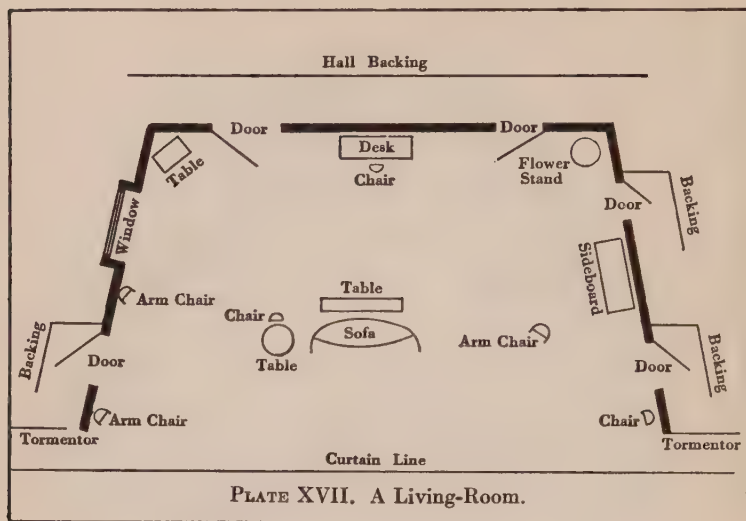 Hall Backing
Door
Door
Desk
Table
Chair
Flower
Stand
Door
Backing
Window
Sideboard
Arm Chair
Table
Chair
Sofa
Arm Chair
Table
Backing
Door
Door
Backing
Arm Chair
Chair
Tormentor
Tormentor
Curtain Line
PLATE XVII. A Living-Room.